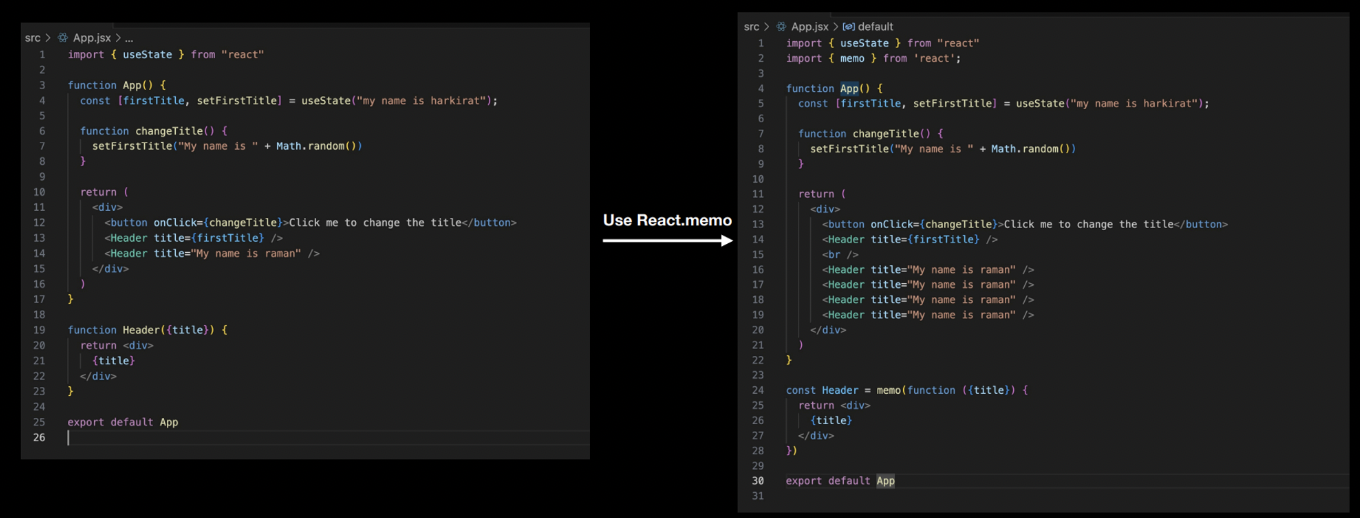 src > App.jsx > ...
1 import { useState } from "react"
2
3 function App() {
4 const [firstTitle, setFirstTitle] = useState("my name is harkirat");
5
6 function changeTitle() {
7 setFirstTitle("My name is " + Math.random())
8 }
9
10 return (
11 <div>
12 <button onClick={changeTitle}>Click me to change the title</button>
13 <Header title={firstTitle} />
14 <Header title="My name is raman" />
15 </div>
16 )
17 }
18
19 function Header({title}) {
20 return <div>
21 {title}
22 </div>
23 }
24
25 export default App
26
Use React.memo
src > App.jsx > default
1 import { useState } from "react"
2 import { memo } from 'react';
3
4 function App() {
5 const [firstTitle, setFirstTitle] = useState("my name is harkirat");
6
7 function changeTitle() {
8 setFirstTitle("My name is " + Math.random())
9 }
10
11 return (
12 <div>
13 <button onClick={changeTitle}>Click me to change the title</button>
14 <Header title={firstTitle} />
15 <br />
16 <Header title="My name is raman" />
17 <Header title="My name is raman" />
18 <Header title="My name is raman" />
19 <Header title="My name is raman" />
20 </div>
21 )
22 }
23
24 const Header = memo(function ({title}) {
25 return <div>
26 {title}
27 </div>
28 })
29
30 export default App
31